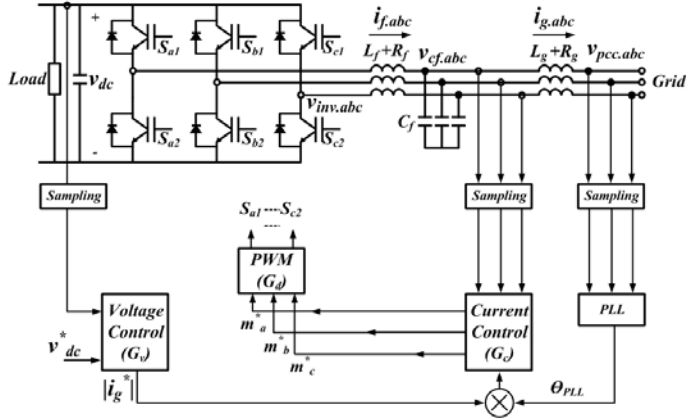 i_f.abc
i_g.abc
+
S_a1
S_b1
S_c1
L_f+R_f
v_cf.abc
L_g+R_g
v_pcc.abc
Load
v_dc
Grid
v_inv.abc
C_f
S_a2
S_b2
S_c2
-
Sampling
Sampling
Sampling
S_a1 ---- S_c2
----
PWM
(G_d)
Voltage
Control
(G_v)
Current
Control
(G_c)
PLL
m*_a
m*_b
m*_c
v*_dc
|i_g*|
θ_PLL